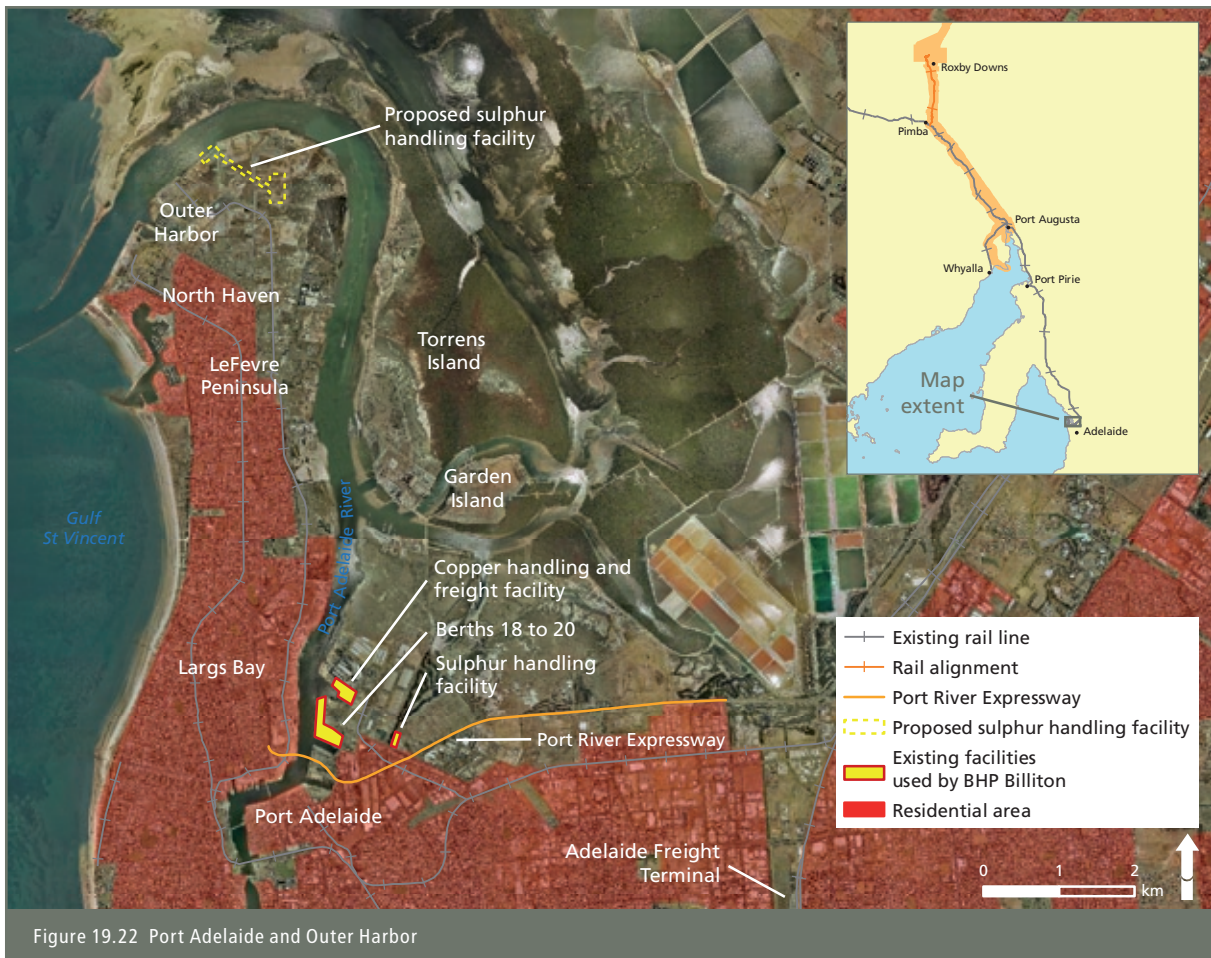 Proposed sulphur
handling facility
Outer
Harbor
North Haven
LeFevre
Peninsula
Torrens
Island
Garden
Island
Gulf
St Vincent
Port Adelaide River
Copper handling and
freight facility
Berths 18 to 20
Sulphur handling
facility
Largs Bay
Port River Expressway
Port Adelaide
Adelaide Freight
Terminal
Roxby Downs
Pimba
Port Augusta
Whyalla
Port Pirie
Map
extent
Adelaide
Existing rail line
Rail alignment
Port River Expressway
Proposed sulphur handling facility
Existing facilities
used by BHP Billiton
Residential area
0 1 2
km
Figure 19.22 Port Adelaide and Outer Harbor